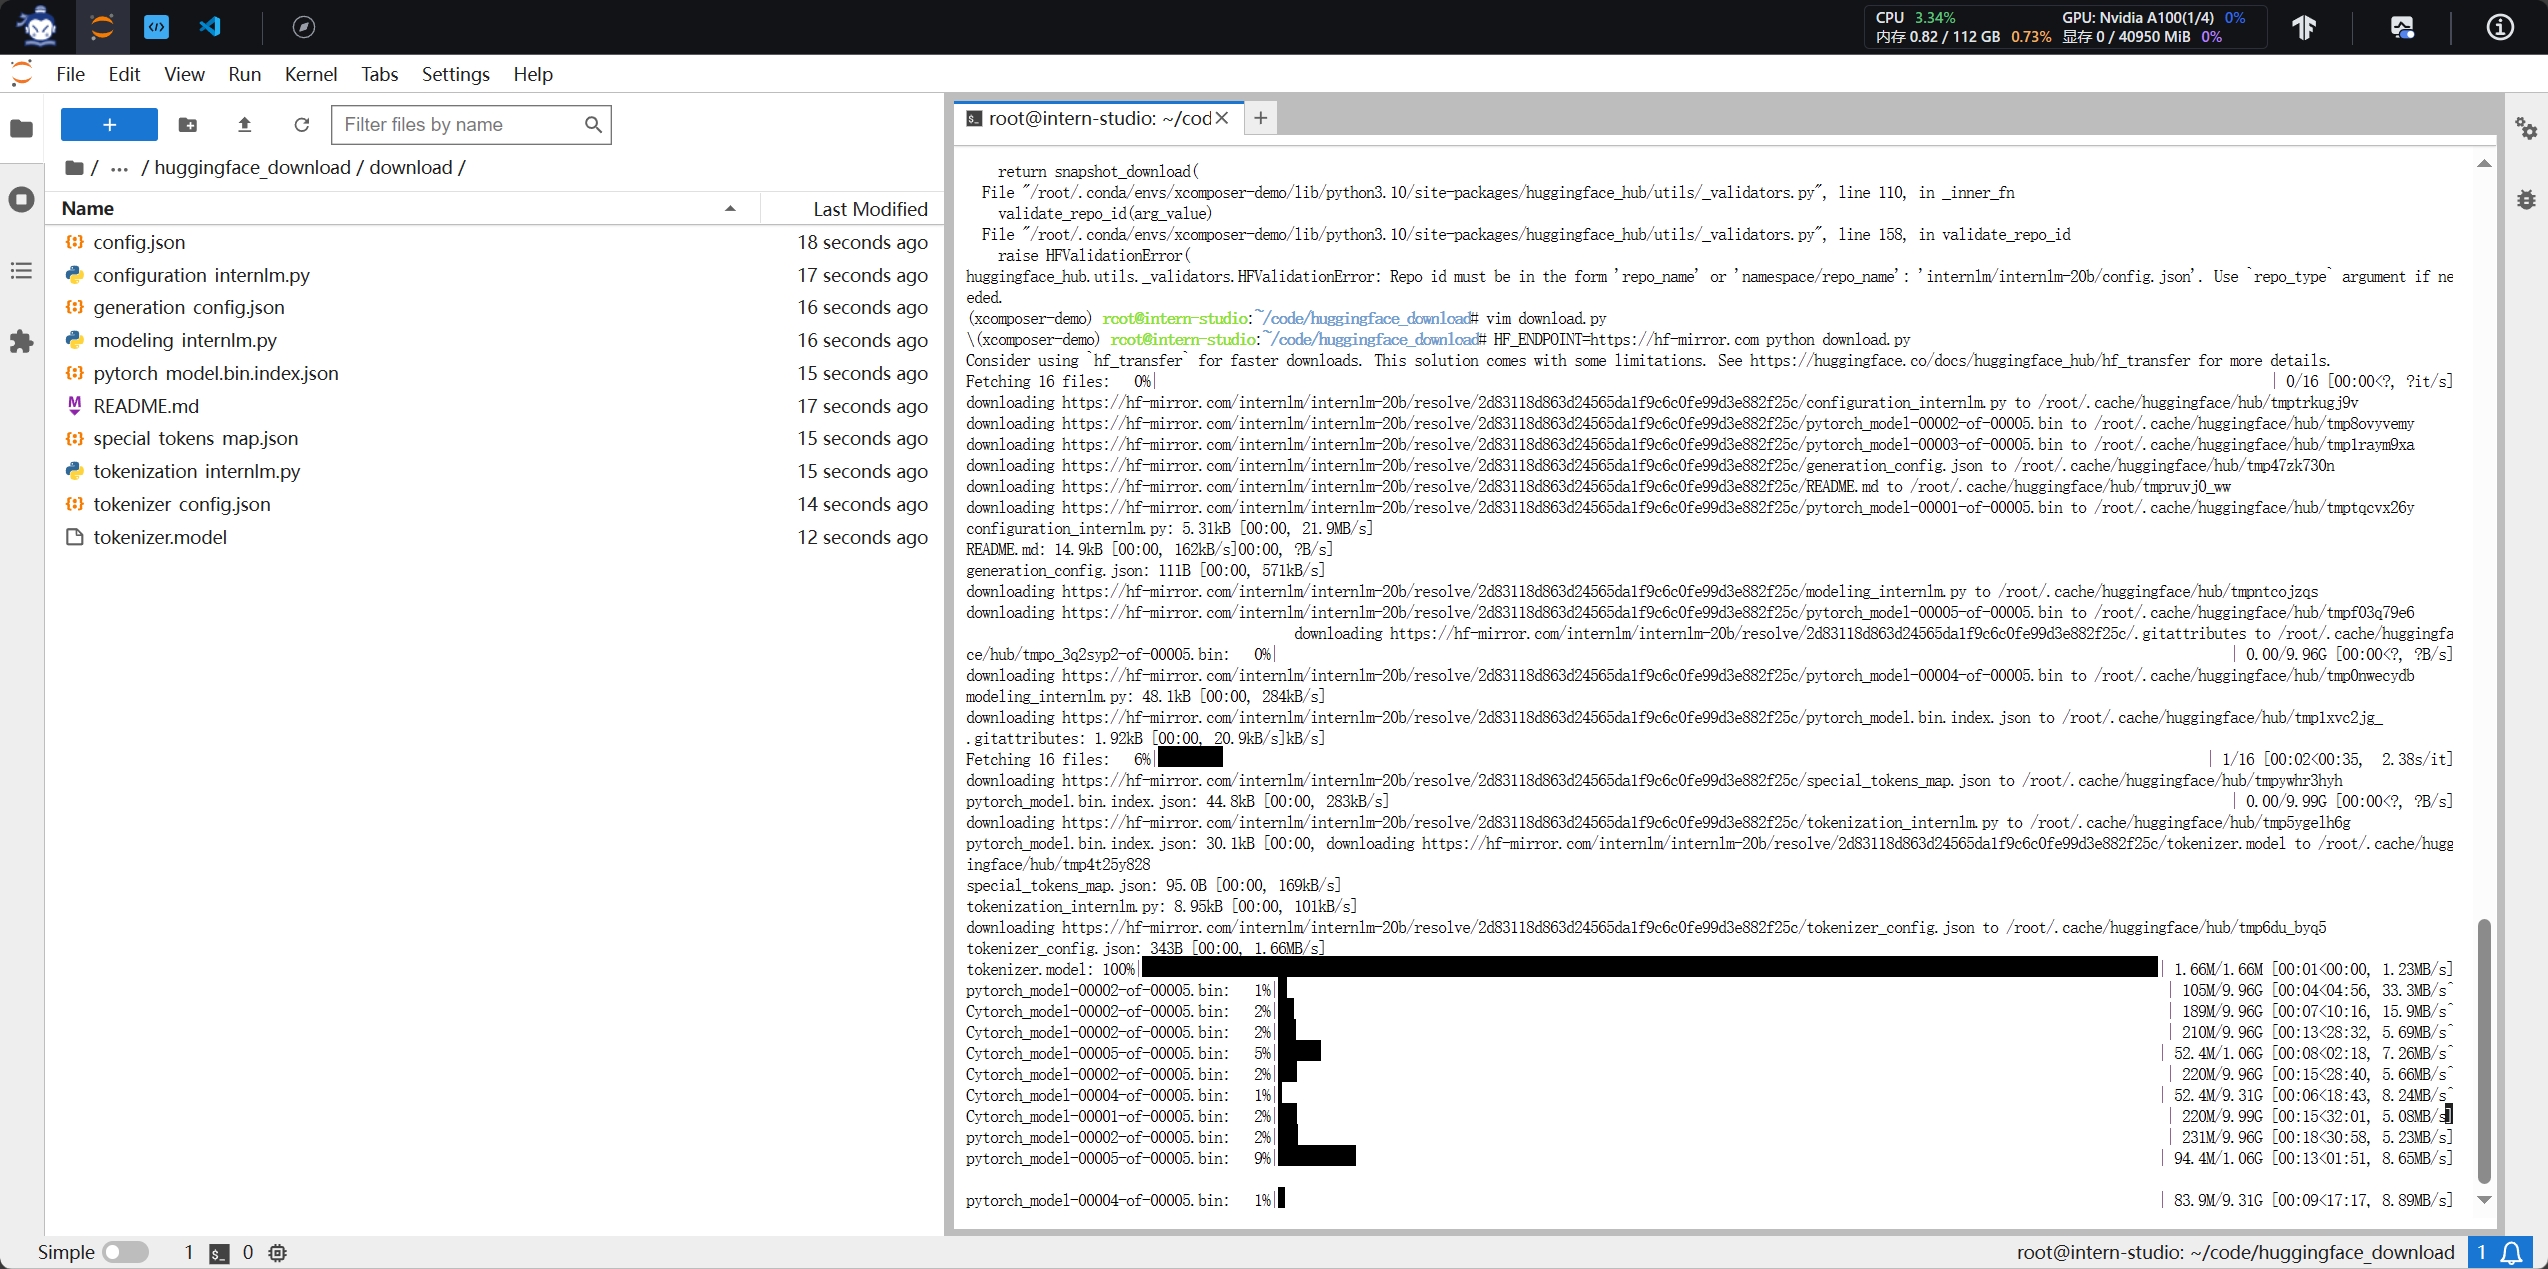 CPU 3.34% GPU: Nvidia A100(1/4) 0%
内存 0.82 / 112 GB 0.73% 显存 0 / 40950 MiB 0%
File Edit View Run Kernel Tabs Settings Help
+
Filter files by name
/ … / huggingface_download / download /
Name Last Modified
config.json 18 seconds ago
configuration internlm.py 17 seconds ago
generation config.json 16 seconds ago
modeling internlm.py 16 seconds ago
pytorch model.bin.index.json 15 seconds ago
README.md 17 seconds ago
special tokens map.json 15 seconds ago
tokenization internlm.py 15 seconds ago
tokenizer config.json 14 seconds ago
tokenizer.model 12 seconds ago
root@intern-studio: ~/cod
return snapshot_download(
File "/root/.conda/envs/xcomposer-demo/lib/python3.10/site-packages/huggingface_hub/utils/_validators.py", line 110, in _inner_fn
validate_repo_id(arg_value)
File "/root/.conda/envs/xcomposer-demo/lib/python3.10/site-packages/huggingface_hub/utils/_validators.py", line 158, in validate_repo_id
raise HFValidationError(
huggingface_hub.utils._validators.HFValidationError: Repo id must be in the form 'repo_name' or 'namespace/repo_name': 'internlm/internlm-20b/config.json'. Use `repo_type` argument if ne
eded.
(xcomposer-demo) root@intern-studio:~/code/huggingface_download# vim download.py
\(xcomposer-demo) root@intern-studio:~/code/huggingface_download# HF_ENDPOINT=https://hf-mirror.com python download.py
Consider using `hf_transfer` for faster downloads. This solution comes with some limitations. See https://huggingface.co/docs/huggingface_hub/hf_transfer for more details.
Fetching 16 files: 0%| | 0/16 [00:00<?, ?it/s]
downloading https://hf-mirror.com/internlm/internlm-20b/resolve/2d83118d863d24565da1f9c6c0fe99d3e882f25c/configuration_internlm.py to /root/.cache/huggingface/hub/tmptrkugj9v
downloading https://hf-mirror.com/internlm/internlm-20b/resolve/2d83118d863d24565da1f9c6c0fe99d3e882f25c/pytorch_model-00002-of-00005.bin to /root/.cache/huggingface/hub/tmp8ovyvemy
downloading https://hf-mirror.com/internlm/internlm-20b/resolve/2d83118d863d24565da1f9c6c0fe99d3e882f25c/pytorch_model-00003-of-00005.bin to /root/.cache/huggingface/hub/tmp1raym9xa
downloading https://hf-mirror.com/internlm/internlm-20b/resolve/2d83118d863d24565da1f9c6c0fe99d3e882f25c/generation_config.json to /root/.cache/huggingface/hub/tmp47zk730n
downloading https://hf-mirror.com/internlm/internlm-20b/resolve/2d83118d863d24565da1f9c6c0fe99d3e882f25c/README.md to /root/.cache/huggingface/hub/tmpruvj0_ww
downloading https://hf-mirror.com/internlm/internlm-20b/resolve/2d83118d863d24565da1f9c6c0fe99d3e882f25c/pytorch_model-00001-of-00005.bin to /root/.cache/huggingface/hub/tmptqcvx26y
configuration_internlm.py: 5.31kB [00:00, 21.9MB/s]
README.md: 14.9kB [00:00, 162kB/s]00:00, ?B/s]
generation_config.json: 111B [00:00, 571kB/s]
downloading https://hf-mirror.com/internlm/internlm-20b/resolve/2d83118d863d24565da1f9c6c0fe99d3e882f25c/modeling_internlm.py to /root/.cache/huggingface/hub/tmpntcojzqs
downloading https://hf-mirror.com/internlm/internlm-20b/resolve/2d83118d863d24565da1f9c6c0fe99d3e882f25c/pytorch_model-00005-of-00005.bin to /root/.cache/huggingface/hub/tmpf03q79e6
downloading https://hf-mirror.com/internlm/internlm-20b/resolve/2d83118d863d24565da1f9c6c0fe99d3e882f25c/.gitattributes to /root/.cache/huggingfa
ce/hub/tmpo_3q2syp2-of-00005.bin: 0%| | 0.00/9.96G [00:00<?, ?B/s]
downloading https://hf-mirror.com/internlm/internlm-20b/resolve/2d83118d863d24565da1f9c6c0fe99d3e882f25c/pytorch_model-00004-of-00005.bin to /root/.cache/huggingface/hub/tmp0nwecydb
modeling_internlm.py: 48.1kB [00:00, 284kB/s]
downloading https://hf-mirror.com/internlm/internlm-20b/resolve/2d83118d863d24565da1f9c6c0fe99d3e882f25c/pytorch_model.bin.index.json to /root/.cache/huggingface/hub/tmp1xvc2jg_
.gitattributes: 1.92kB [00:00, 20.9kB/s]kB/s]
Fetching 16 files: 6%| | 1/16 [00:02<00:35, 2.38s/it]
downloading https://hf-mirror.com/internlm/internlm-20b/resolve/2d83118d863d24565da1f9c6c0fe99d3e882f25c/special_tokens_map.json to /root/.cache/huggingface/hub/tmpywhr3hyh
pytorch_model.bin.index.json: 44.8kB [00:00, 283kB/s] | 0.00/9.99G [00:00<?, ?B/s]
downloading https://hf-mirror.com/internlm/internlm-20b/resolve/2d83118d863d24565da1f9c6c0fe99d3e882f25c/tokenization_internlm.py to /root/.cache/huggingface/hub/tmp5ygelh6g
pytorch_model.bin.index.json: 30.1kB [00:00, downloading https://hf-mirror.com/internlm/internlm-20b/resolve/2d83118d863d24565da1f9c6c0fe99d3e882f25c/tokenizer.model to /root/.cache/hugg
ingface/hub/tmp4t25y828
special_tokens_map.json: 95.0B [00:00, 169kB/s]
tokenization_internlm.py: 8.95kB [00:00, 101kB/s]
downloading https://hf-mirror.com/internlm/internlm-20b/resolve/2d83118d863d24565da1f9c6c0fe99d3e882f25c/tokenizer_config.json to /root/.cache/huggingface/hub/tmp6du_byq5
tokenizer_config.json: 343B [00:00, 1.66MB/s]
tokenizer.model: 100%| | 1.66M/1.66M [00:01<00:00, 1.23MB/s]
pytorch_model-00002-of-00005.bin: 1%| | 105M/9.96G [00:04<04:56, 33.3MB/s^
Cytorch_model-00002-of-00005.bin: 2%| | 189M/9.96G [00:07<10:16, 15.9MB/s^
Cytorch_model-00002-of-00005.bin: 2%| | 210M/9.96G [00:13<28:32, 5.69MB/s^
Cytorch_model-00005-of-00005.bin: 5%| | 52.4M/1.06G [00:08<02:18, 7.26MB/s^
Cytorch_model-00002-of-00005.bin: 2%| | 220M/9.96G [00:15<28:40, 5.66MB/s^
Cytorch_model-00004-of-00005.bin: 1%| | 52.4M/9.31G [00:06<18:43, 8.24MB/s^
Cytorch_model-00001-of-00005.bin: 2%| | 220M/9.99G [00:15<32:01, 5.08MB/s]
pytorch_model-00002-of-00005.bin: 2%| | 231M/9.96G [00:18<30:58, 5.23MB/s]
pytorch_model-00005-of-00005.bin: 9%| | 94.4M/1.06G [00:13<01:51, 8.65MB/s]
pytorch_model-00004-of-00005.bin: 1%| | 83.9M/9.31G [00:09<17:17, 8.89MB/s]
Simple 1 0 root@intern-studio: ~/code/huggingface_download 1